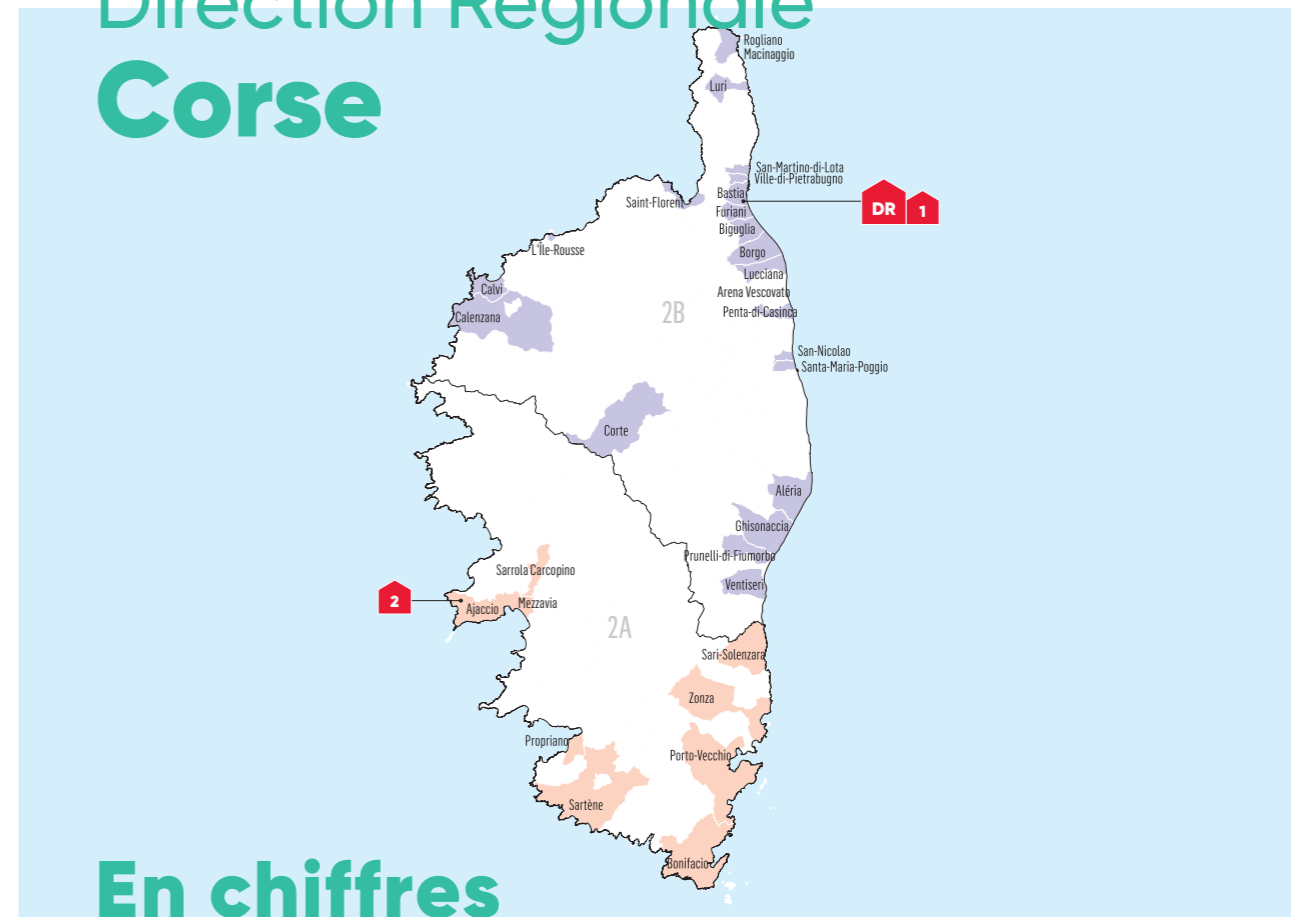 Direction Régionale
Corse
Rogliano
Macinaggio
Luri
San-Martino-di-Lota
Ville-di-Pietrabugno
Bastia
DR 1
Saint-Florent
Furiani
Biguglia
L'Île-Rousse
Borgo
Lucciana
Calvi
Arena Vescovato
Calenzana
2B
Penta-di-Casinca
San-Nicolao
Santa-Maria-Poggio
Corte
Aléria
Ghisonaccia
Prunelli-di-Fiumorbo
Sarrola Carcopino
Ventiseri
2
Ajaccio
Mezzavia
2A
Sari-Solenzara
Zonza
Propriano
Porto-Vecchio
Sartène
Bonifacio
En chiffres